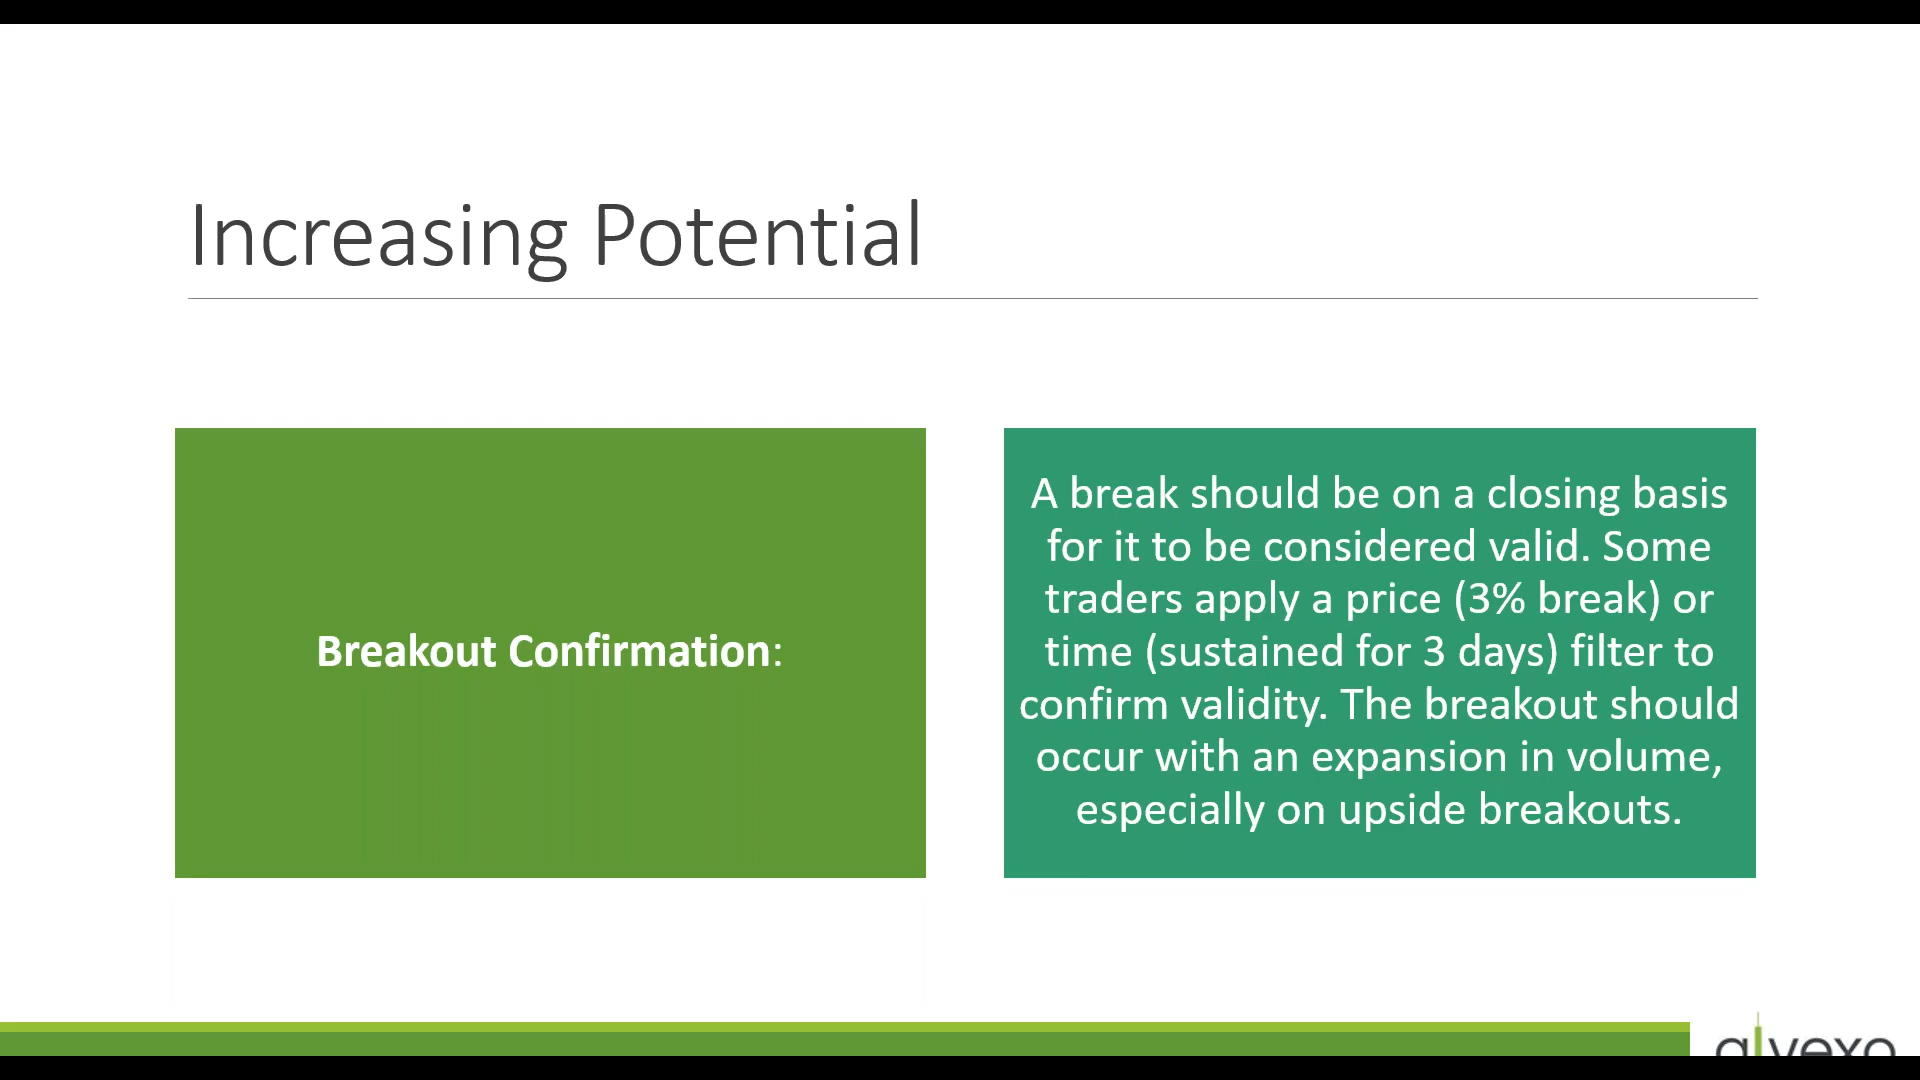 Increasing Potential
Breakout Confirmation:
A break should be on a closing basis
for it to be considered valid. Some
traders apply a price (3% break) or
time (sustained for 3 days) filter to
confirm validity. The breakout should
occur with an expansion in volume,
especially on upside breakouts.
alvexo